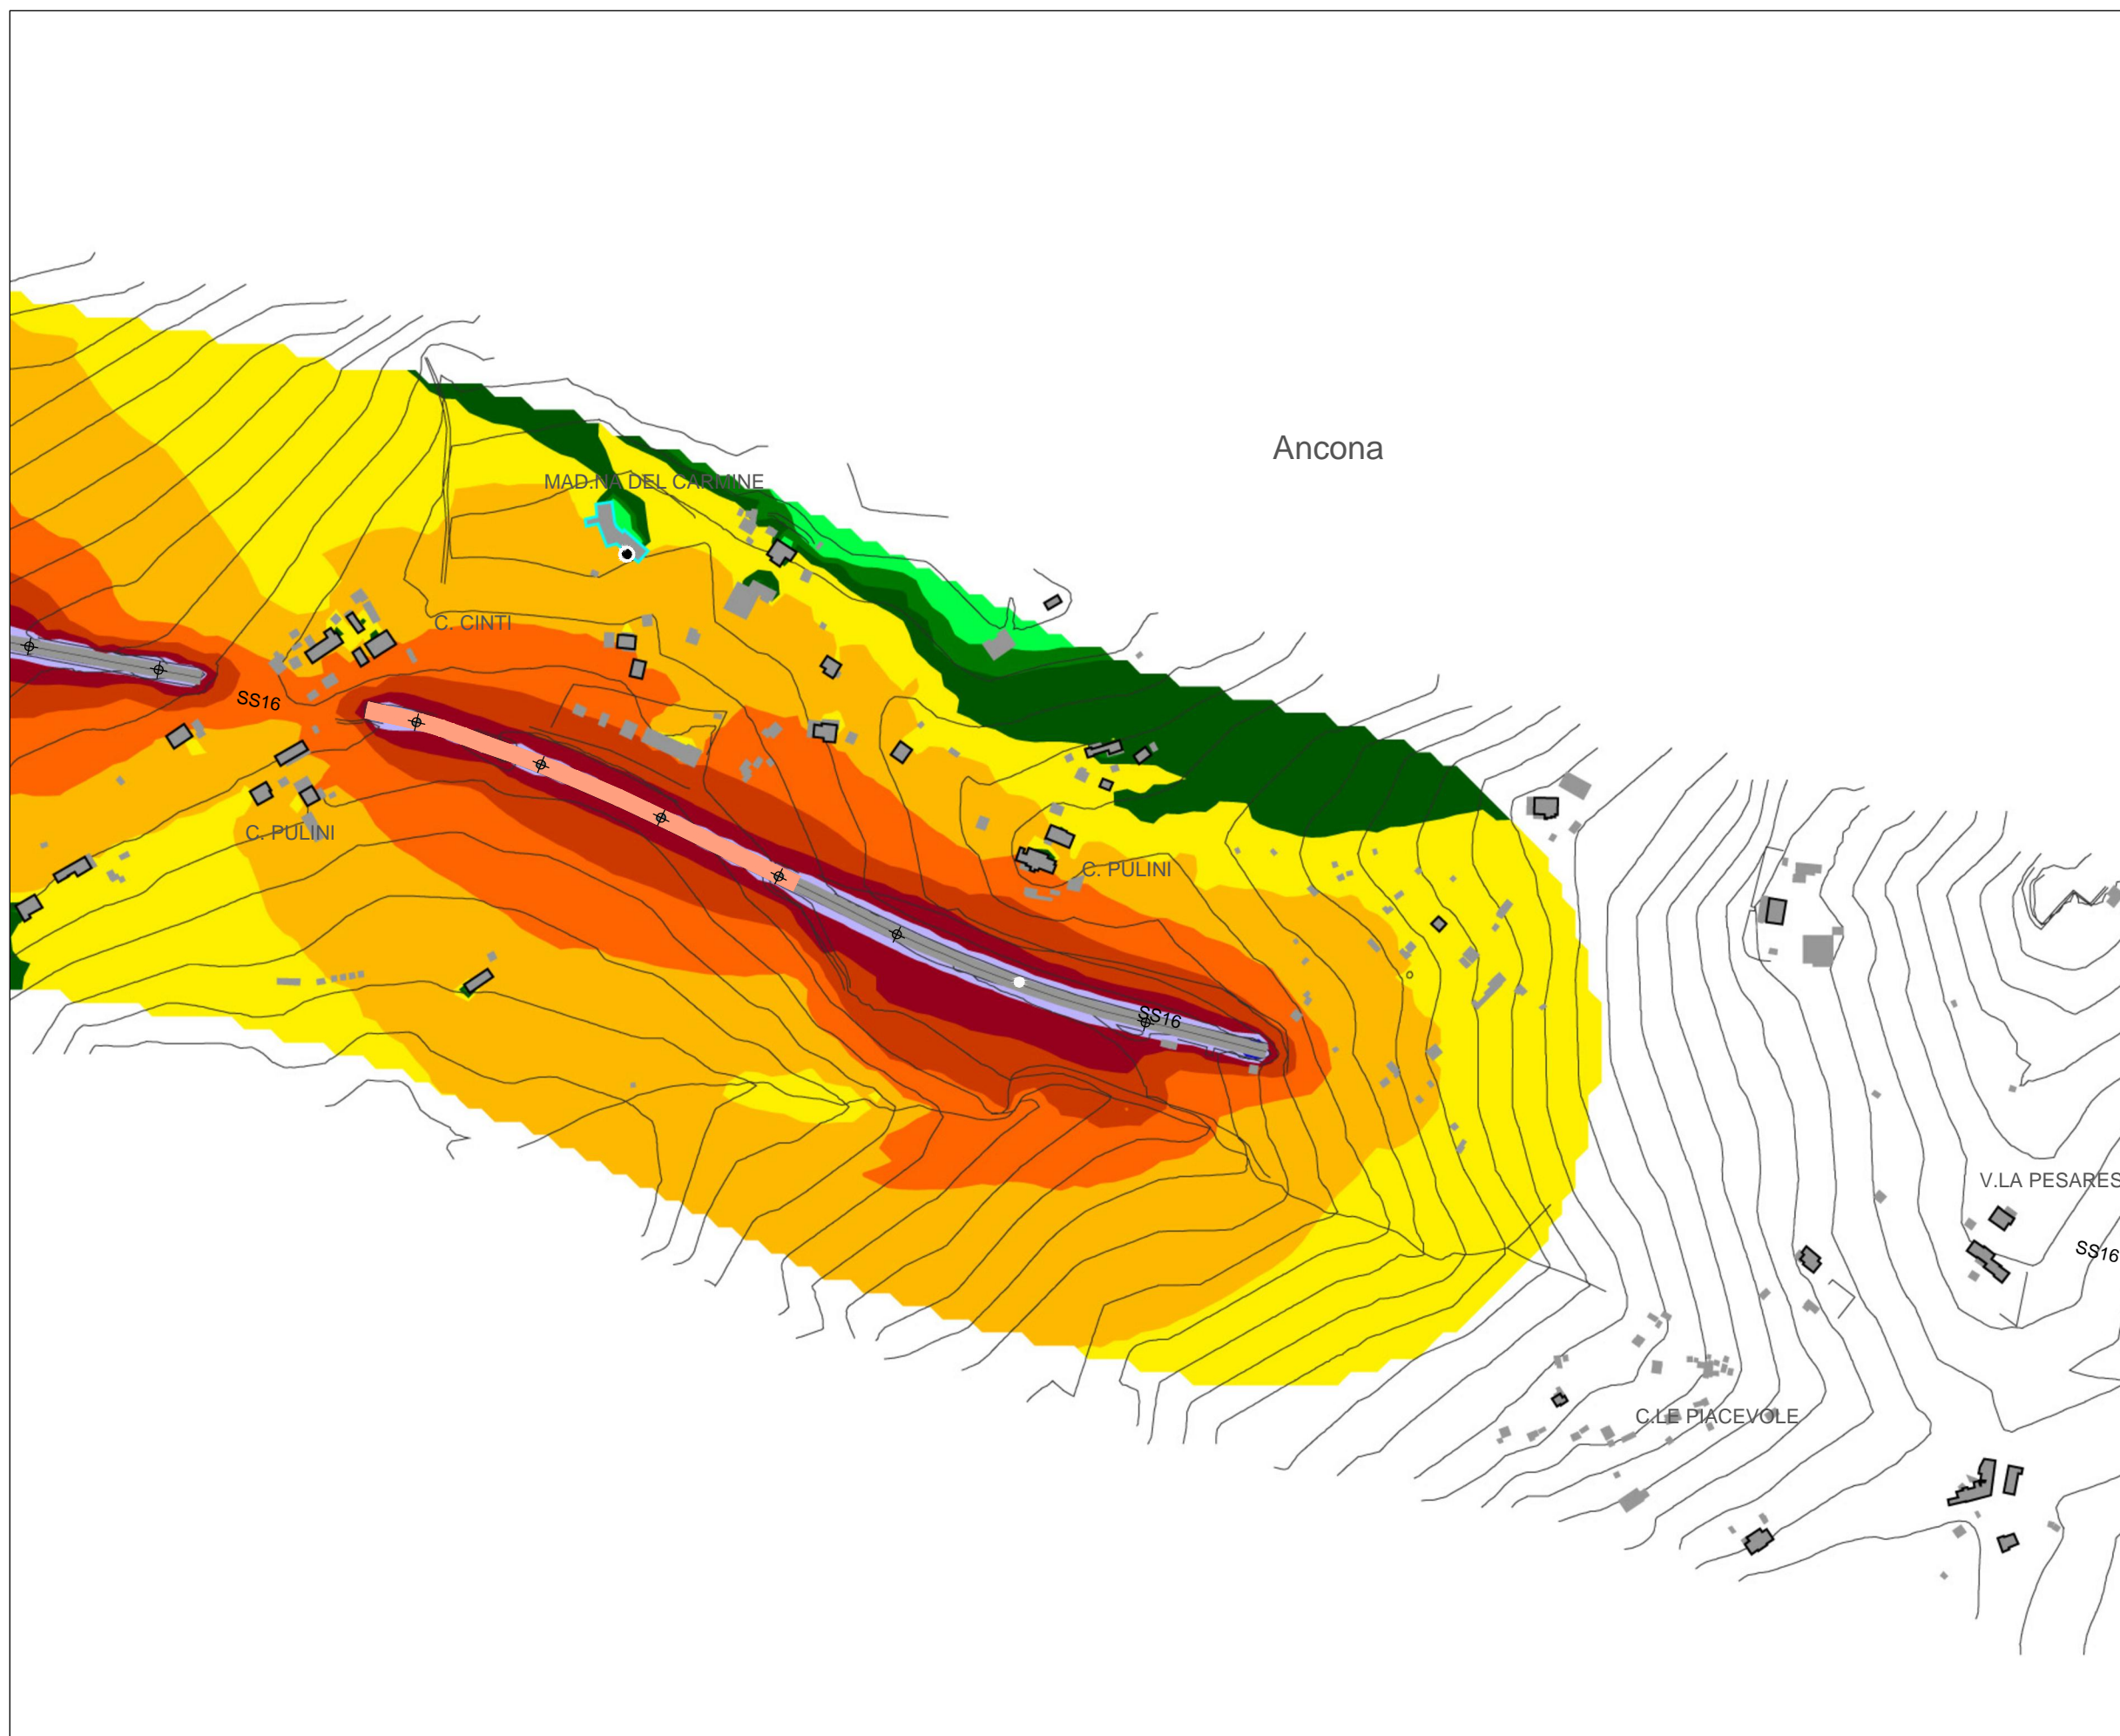 Ancona
MAD.NA DEL CARMINE
C. CINTI
SS16
C. PULINI
C. PULINI
SS16
V.LA PESARES
SS16
C.LE PIACEVOLE